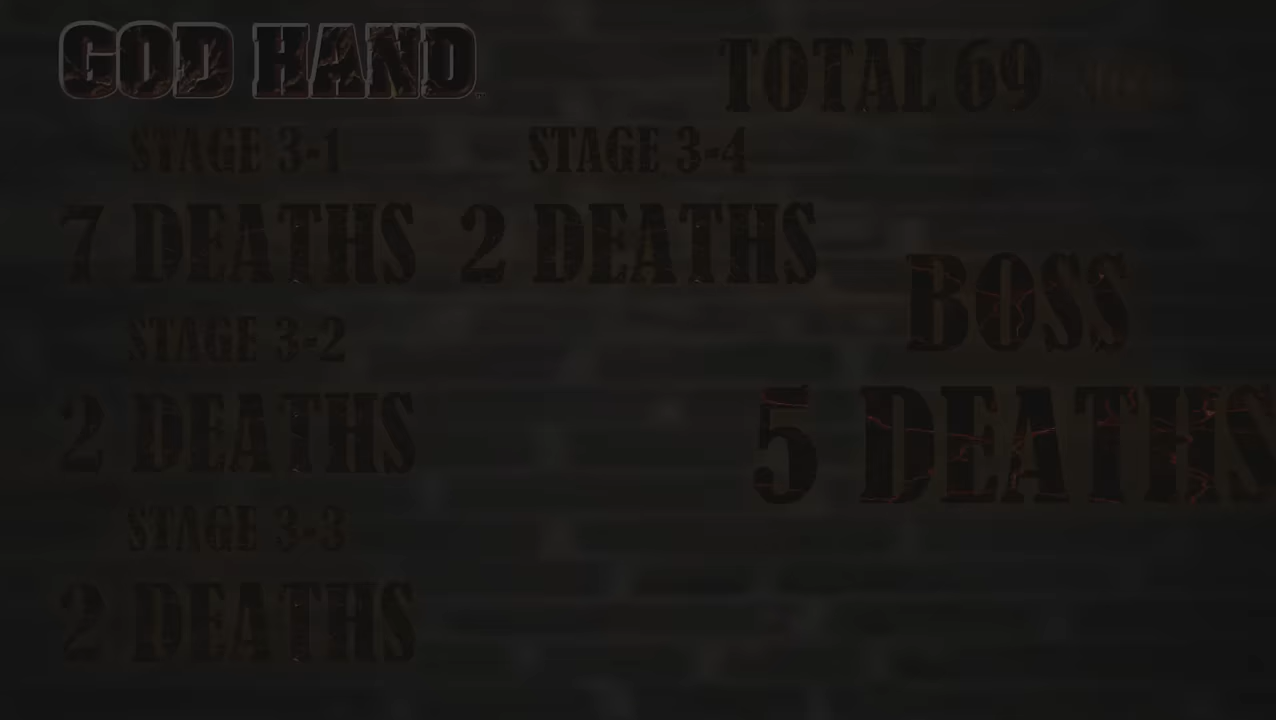 GOD HAND
TOTAL 69
STAGE 3-1
7 DEATHS
STAGE 3-4
2 DEATHS
STAGE 3-2
2 DEATHS
STAGE 3-3
2 DEATHS
BOSS
5 DEATHS